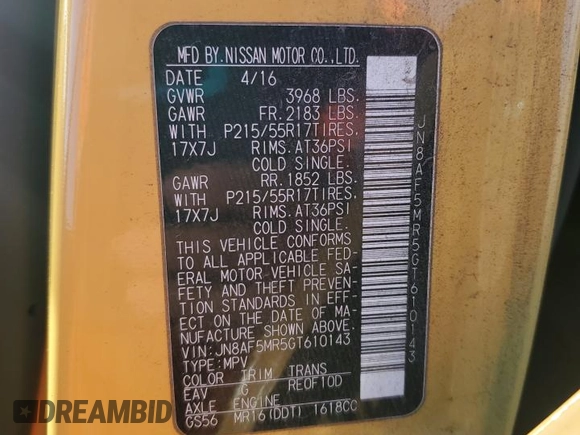 MFD BY.NISSAN MOTOR CO.,LTD.
DATE 4/16
GVWR 3968 LBS.
GAWR FR.2183 LBS.
WITH P215/55R17TIRES.
17X7J RIMS.AT36PSI
COLD SINGLE.
GAWR RR.1852 LBS.
WITH P215/55R17TIRES.
17X7J RIMS.AT36PSI
COLD SINGLE.
THIS VEHICLE CONFORMS
TO ALL APPLICABLE FED-
ERAL MOTOR VEHICLE SA-
FETY AND THEFT PREVEN-
TION STANDARDS IN EFF-
ECT ON THE DATE OF MA-
NUFACTURE SHOWN ABOVE.
VIN:JN8AF5MR5GT610143
TYPE:MPV
COLOR TRIM TRANS
EAV G RE0F10D
AXLE ENGINE
GS56 MR16(DDT) 1618CC
JN8AF5MR5GT610143
DREAMBID